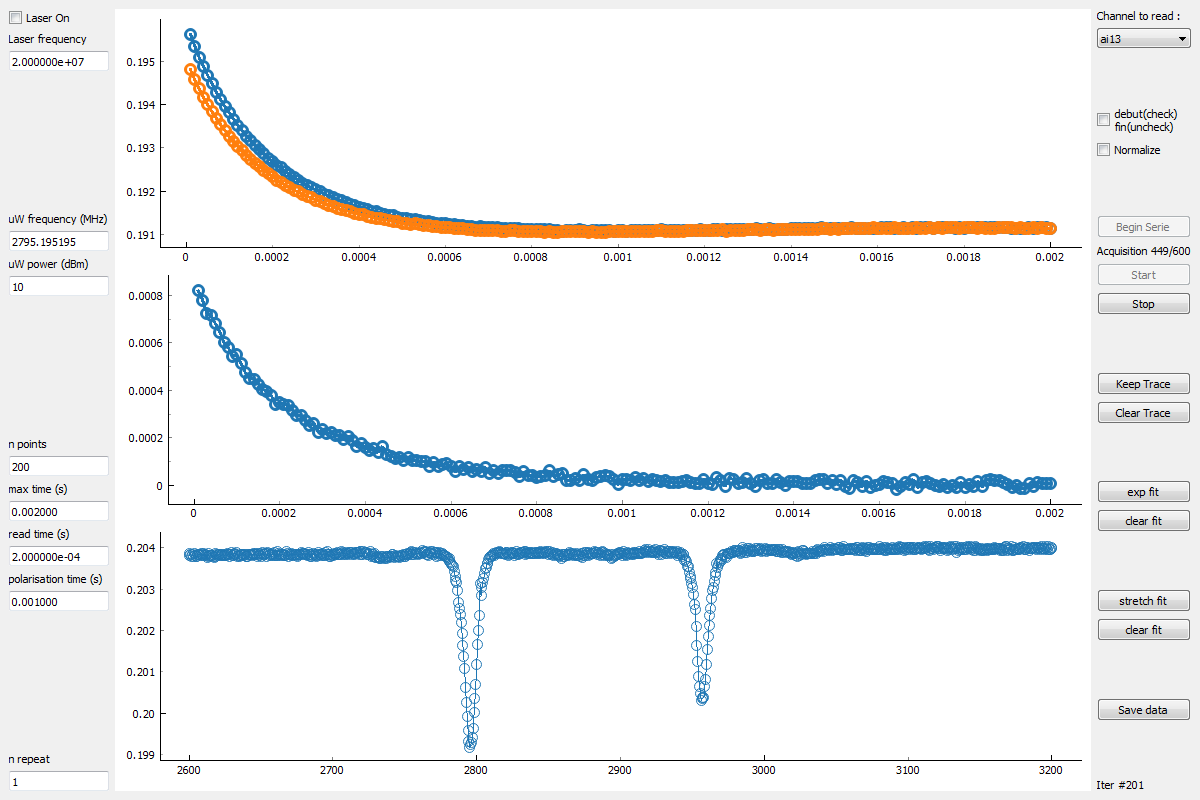 Laser On
Laser frequency
2.000000e+07
uW frequency (MHz)
2795.195195
uW power (dBm)
10
n points
200
max time (s)
0.002000
read time (s)
2.000000e-04
polarisation time (s)
0.001000
n repeat
1
0.195
0.194
0.193
0.192
0.191
0 0.0002 0.0004 0.0006 0.0008 0.001 0.0012 0.0014 0.0016 0.0018 0.002
0.0008
0.0006
0.0004
0.0002
0
0 0.0002 0.0004 0.0006 0.0008 0.001 0.0012 0.0014 0.0016 0.0018 0.002
0.204
0.203
0.202
0.201
0.20
0.199
2600 2700 2800 2900 3000 3100 3200
Channel to read :
ai13
debut(check)
fin(uncheck)
Normalize
Begin Serie
Acquisition 449/600
Start
Stop
Keep Trace
Clear Trace
exp fit
clear fit
stretch fit
clear fit
Save data
Iter #201